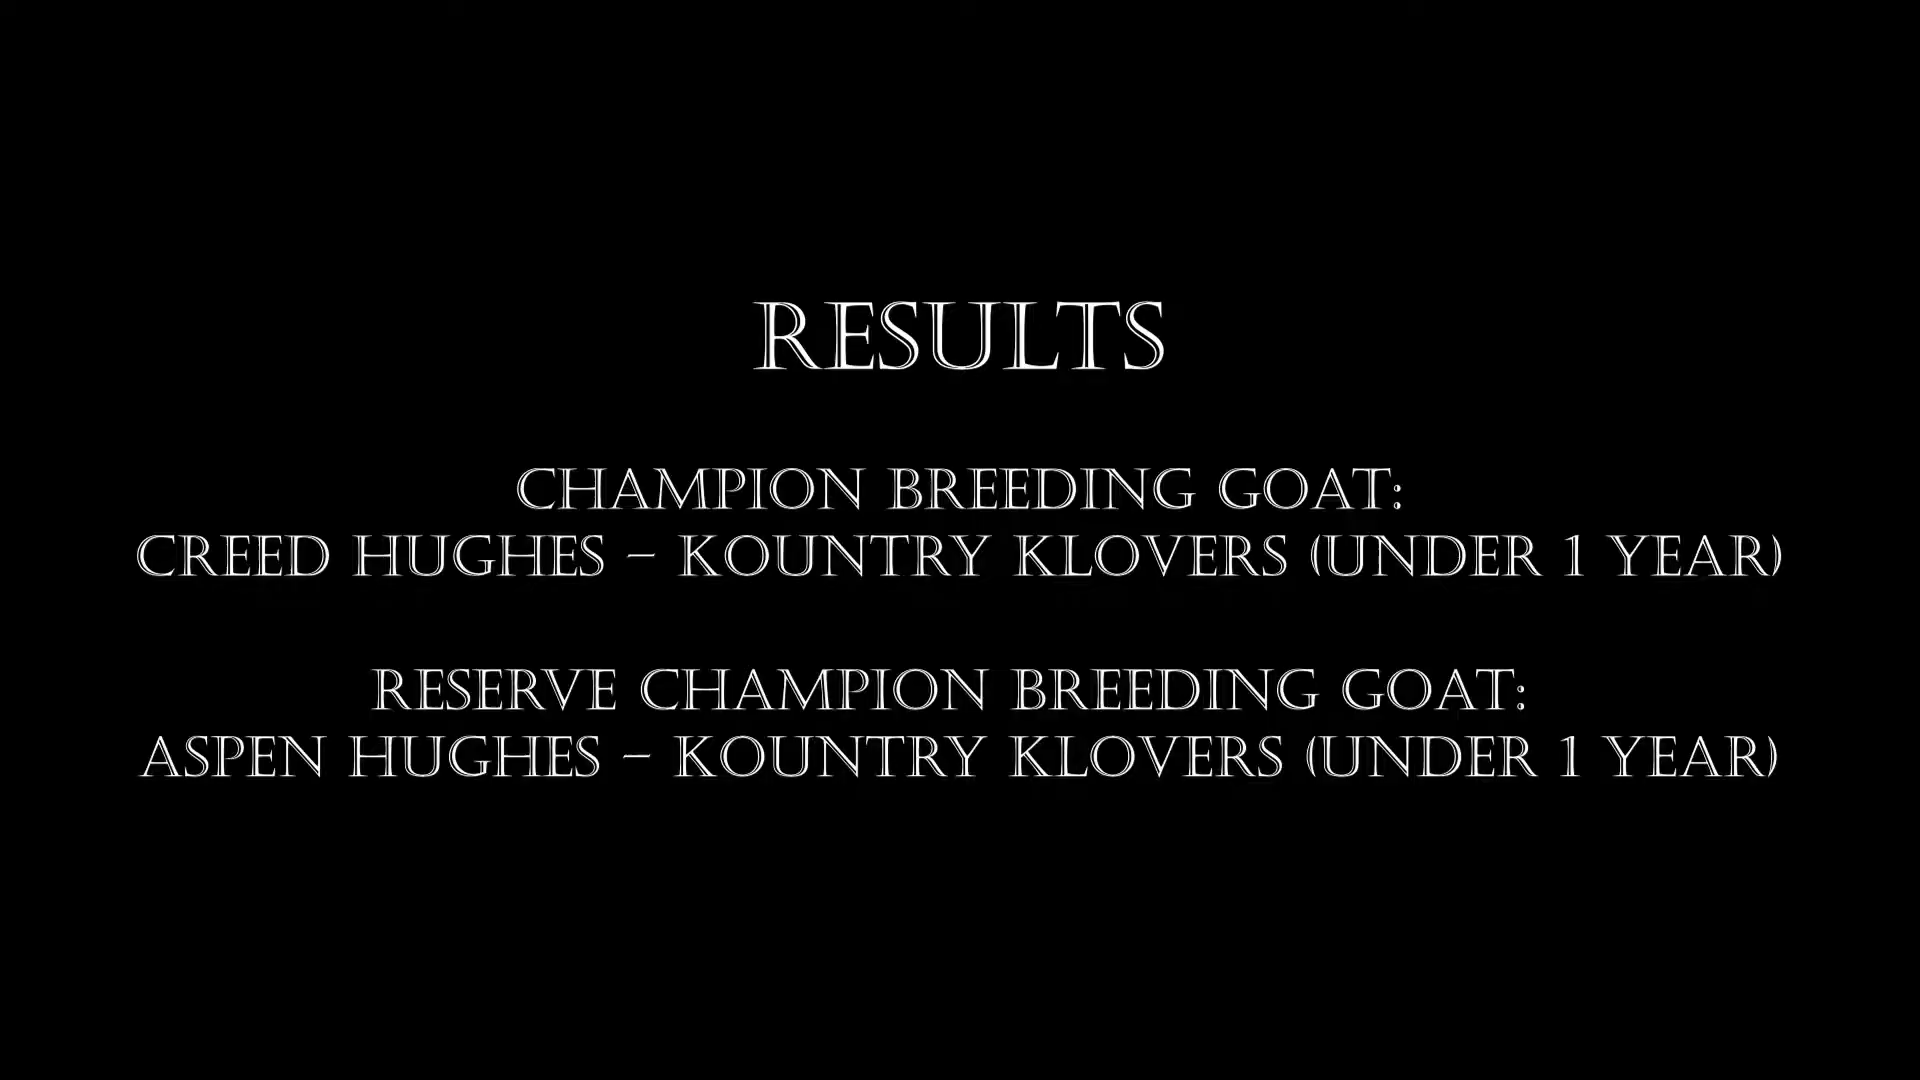 RESULTS
CHAMPION BREEDING GOAT:
CREED HUGHES – KOUNTRY KLOVERS (UNDER 1 YEAR)
RESERVE CHAMPION BREEDING GOAT:
ASPEN HUGHES – KOUNTRY KLOVERS (UNDER 1 YEAR)